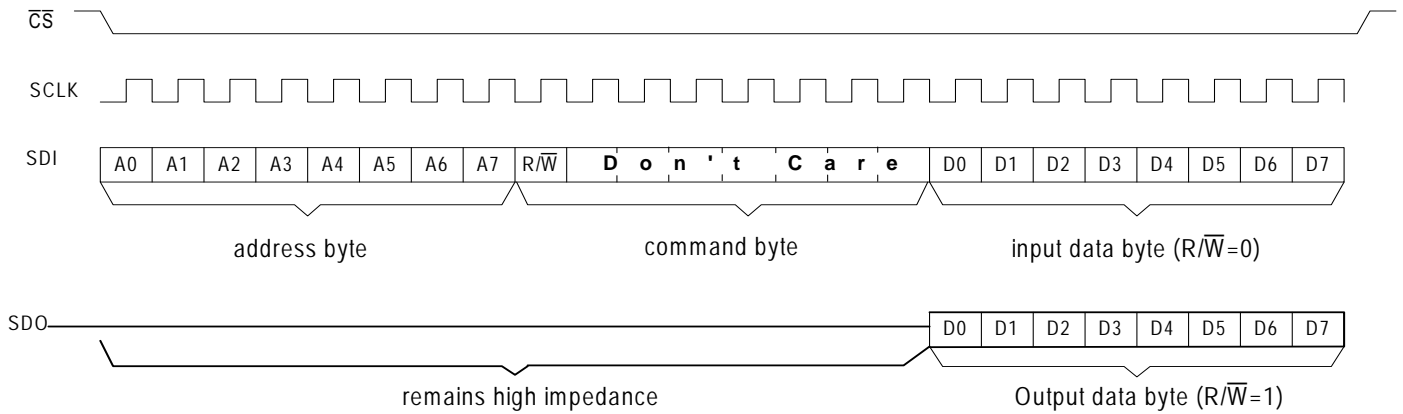 C̅S̅
SCLK
SDI A0 A1 A2 A3 A4 A5 A6 A7 R/W̅ Don't Care D0 D1 D2 D3 D4 D5 D6 D7
address byte command byte input data byte (R/W̅=0)
SDO D0 D1 D2 D3 D4 D5 D6 D7
remains high impedance Output data byte (R/W̅=1)